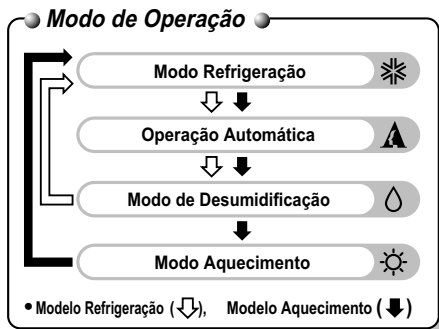 Modo de Operação
Modo Refrigeração
Operação Automática
Modo de Desumidificação
Modo Aquecimento
• Modelo Refrigeração (⇩), Modelo Aquecimento (⬇)